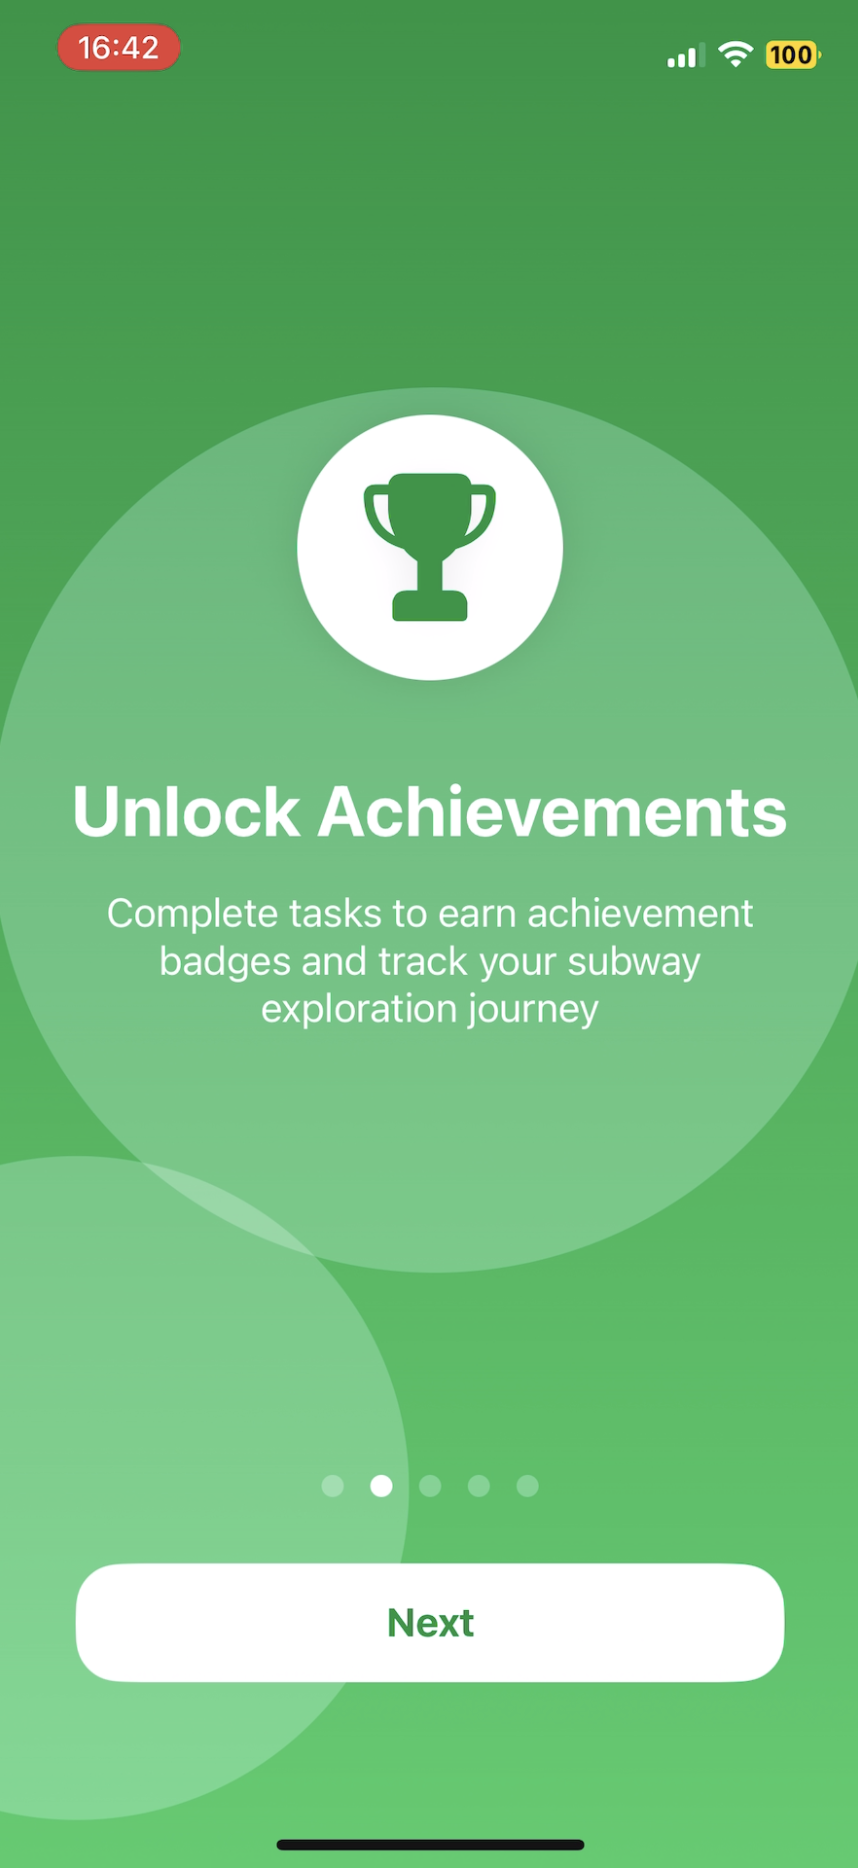 16:42
100
Unlock Achievements
Complete tasks to earn achievement
badges and track your subway
exploration journey
Next